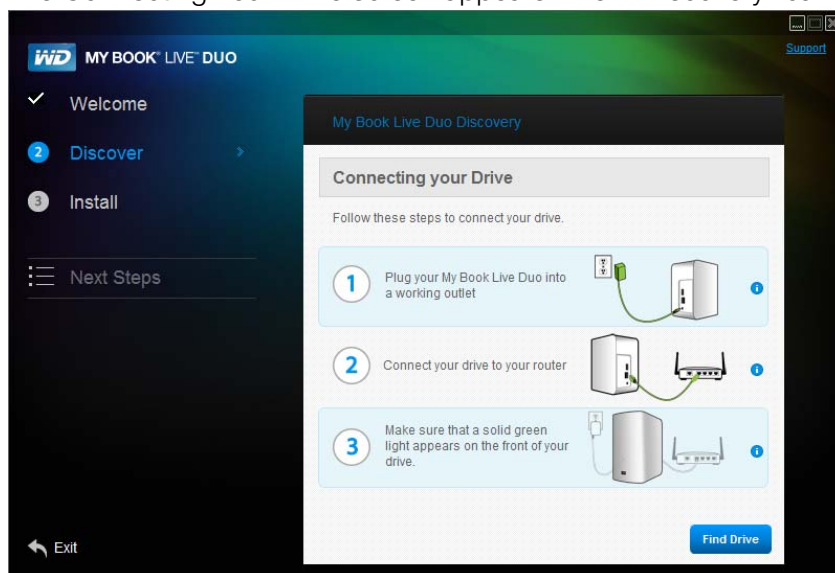 WD MY BOOK® LIVE™ DUO
Support
Welcome
2 Discover
3 Install
Next Steps
Exit
My Book Live Duo Discovery
Connecting your Drive
Follow these steps to connect your drive.
1 Plug your My Book Live Duo into
a working outlet
2 Connect your drive to your router
3 Make sure that a solid green
light appears on the front of your
drive.
Find Drive